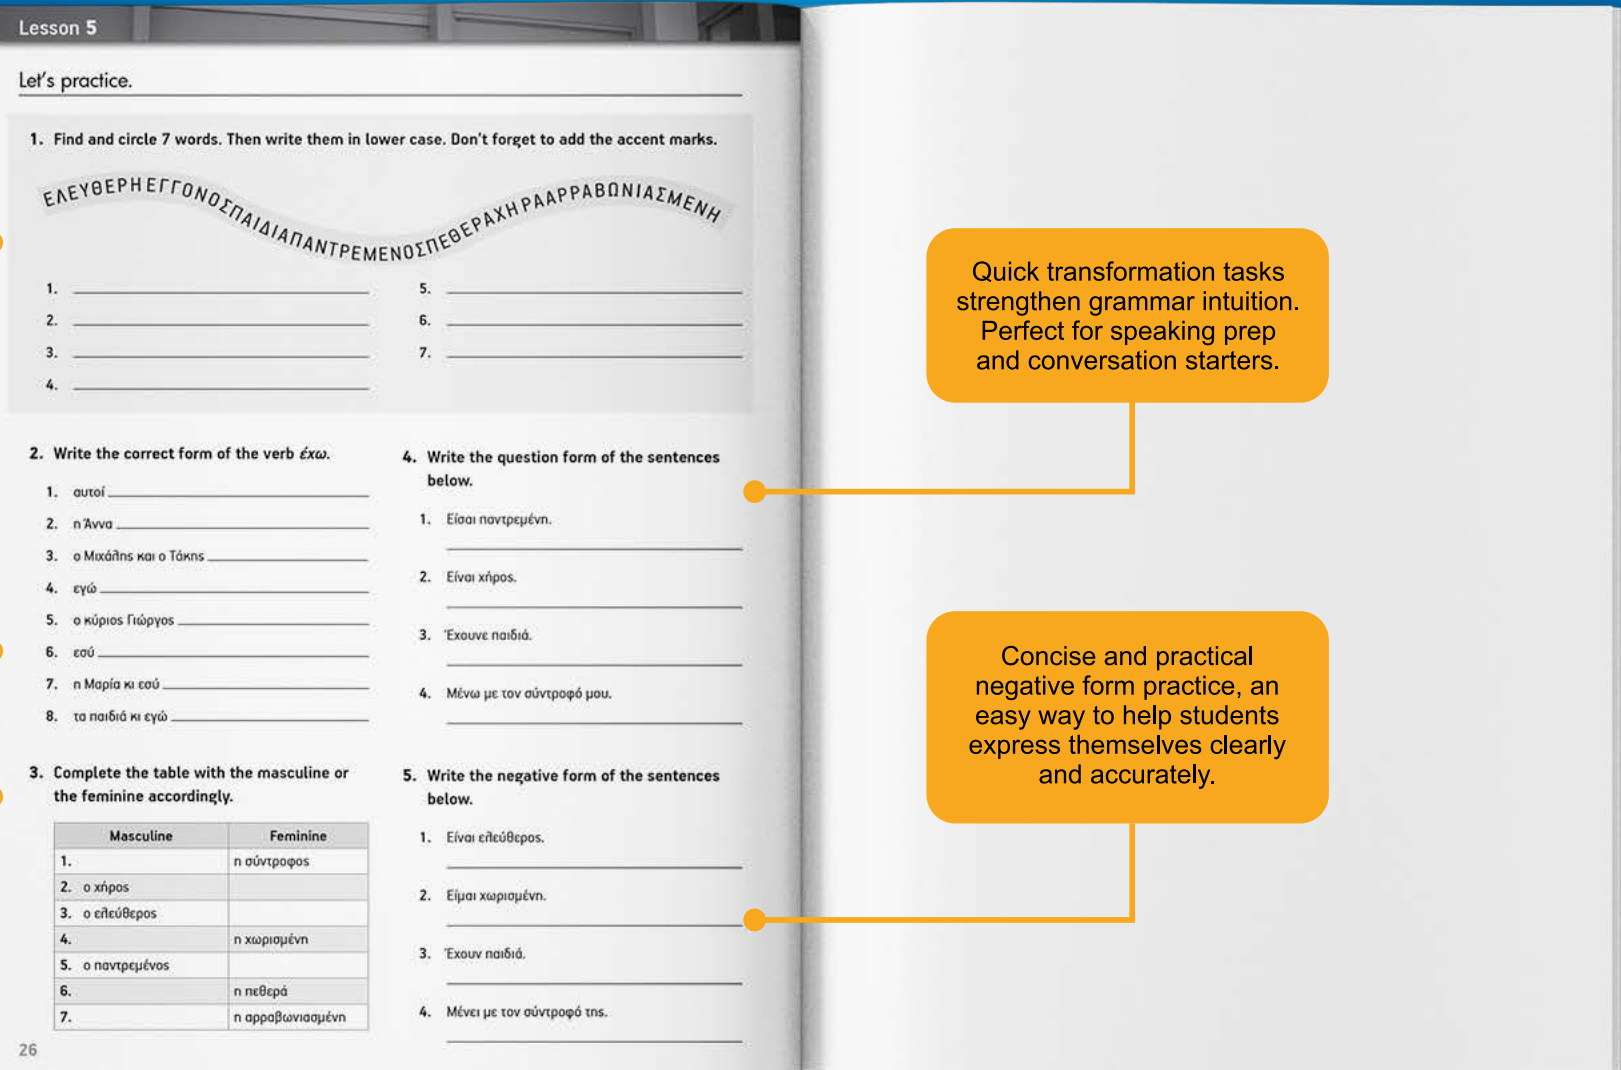 Lesson 5
Let's practice.
1. Find and circle 7 words. Then write them in lower case. Don't forget to add the accent marks.
ΕΛΕΥΘΕΡΗΕΓΓΟΝΟΣΠΑΙΔΙΑΠΑΝΤΡΕΜΕΝΟΣΠΕΘΕΡΑΧΗΡΑΑΡΡΑΒΩΝΙΑΣΜΕΝΗ
1.
2.
3.
4.
5.
6.
7.
2. Write the correct form of the verb έχω.
1. αυτοί
2. η Άννα
3. ο Μιχάλης και ο Τάκης
4. εγώ
5. ο κύριος Γιώργος
6. εσύ
7. η Μαρία κι εσύ
8. τα παιδιά κι εγώ
3. Complete the table with the masculine or
the feminine accordingly.
Masculine Feminine
1. η σύντροφος
2. ο χήρος
3. ο ελεύθερος
4. η χωρισμένη
5. ο παντρεμένος
6. η πεθερά
7. η αρραβωνιασμένη
4. Write the question form of the sentences
below.
1. Είσαι παντρεμένη.
2. Είναι χήρος.
3. Έχουνε παιδιά.
4. Μένω με τον σύντροφό μου.
5. Write the negative form of the sentences
below.
1. Είναι ελεύθερος.
2. Είμαι χωρισμένη.
3. Έχουν παιδιά.
4. Μένει με τον σύντροφό της.
26
Quick transformation tasks
strengthen grammar intuition.
Perfect for speaking prep
and conversation starters.
Concise and practical
negative form practice, an
easy way to help students
express themselves clearly
and accurately.